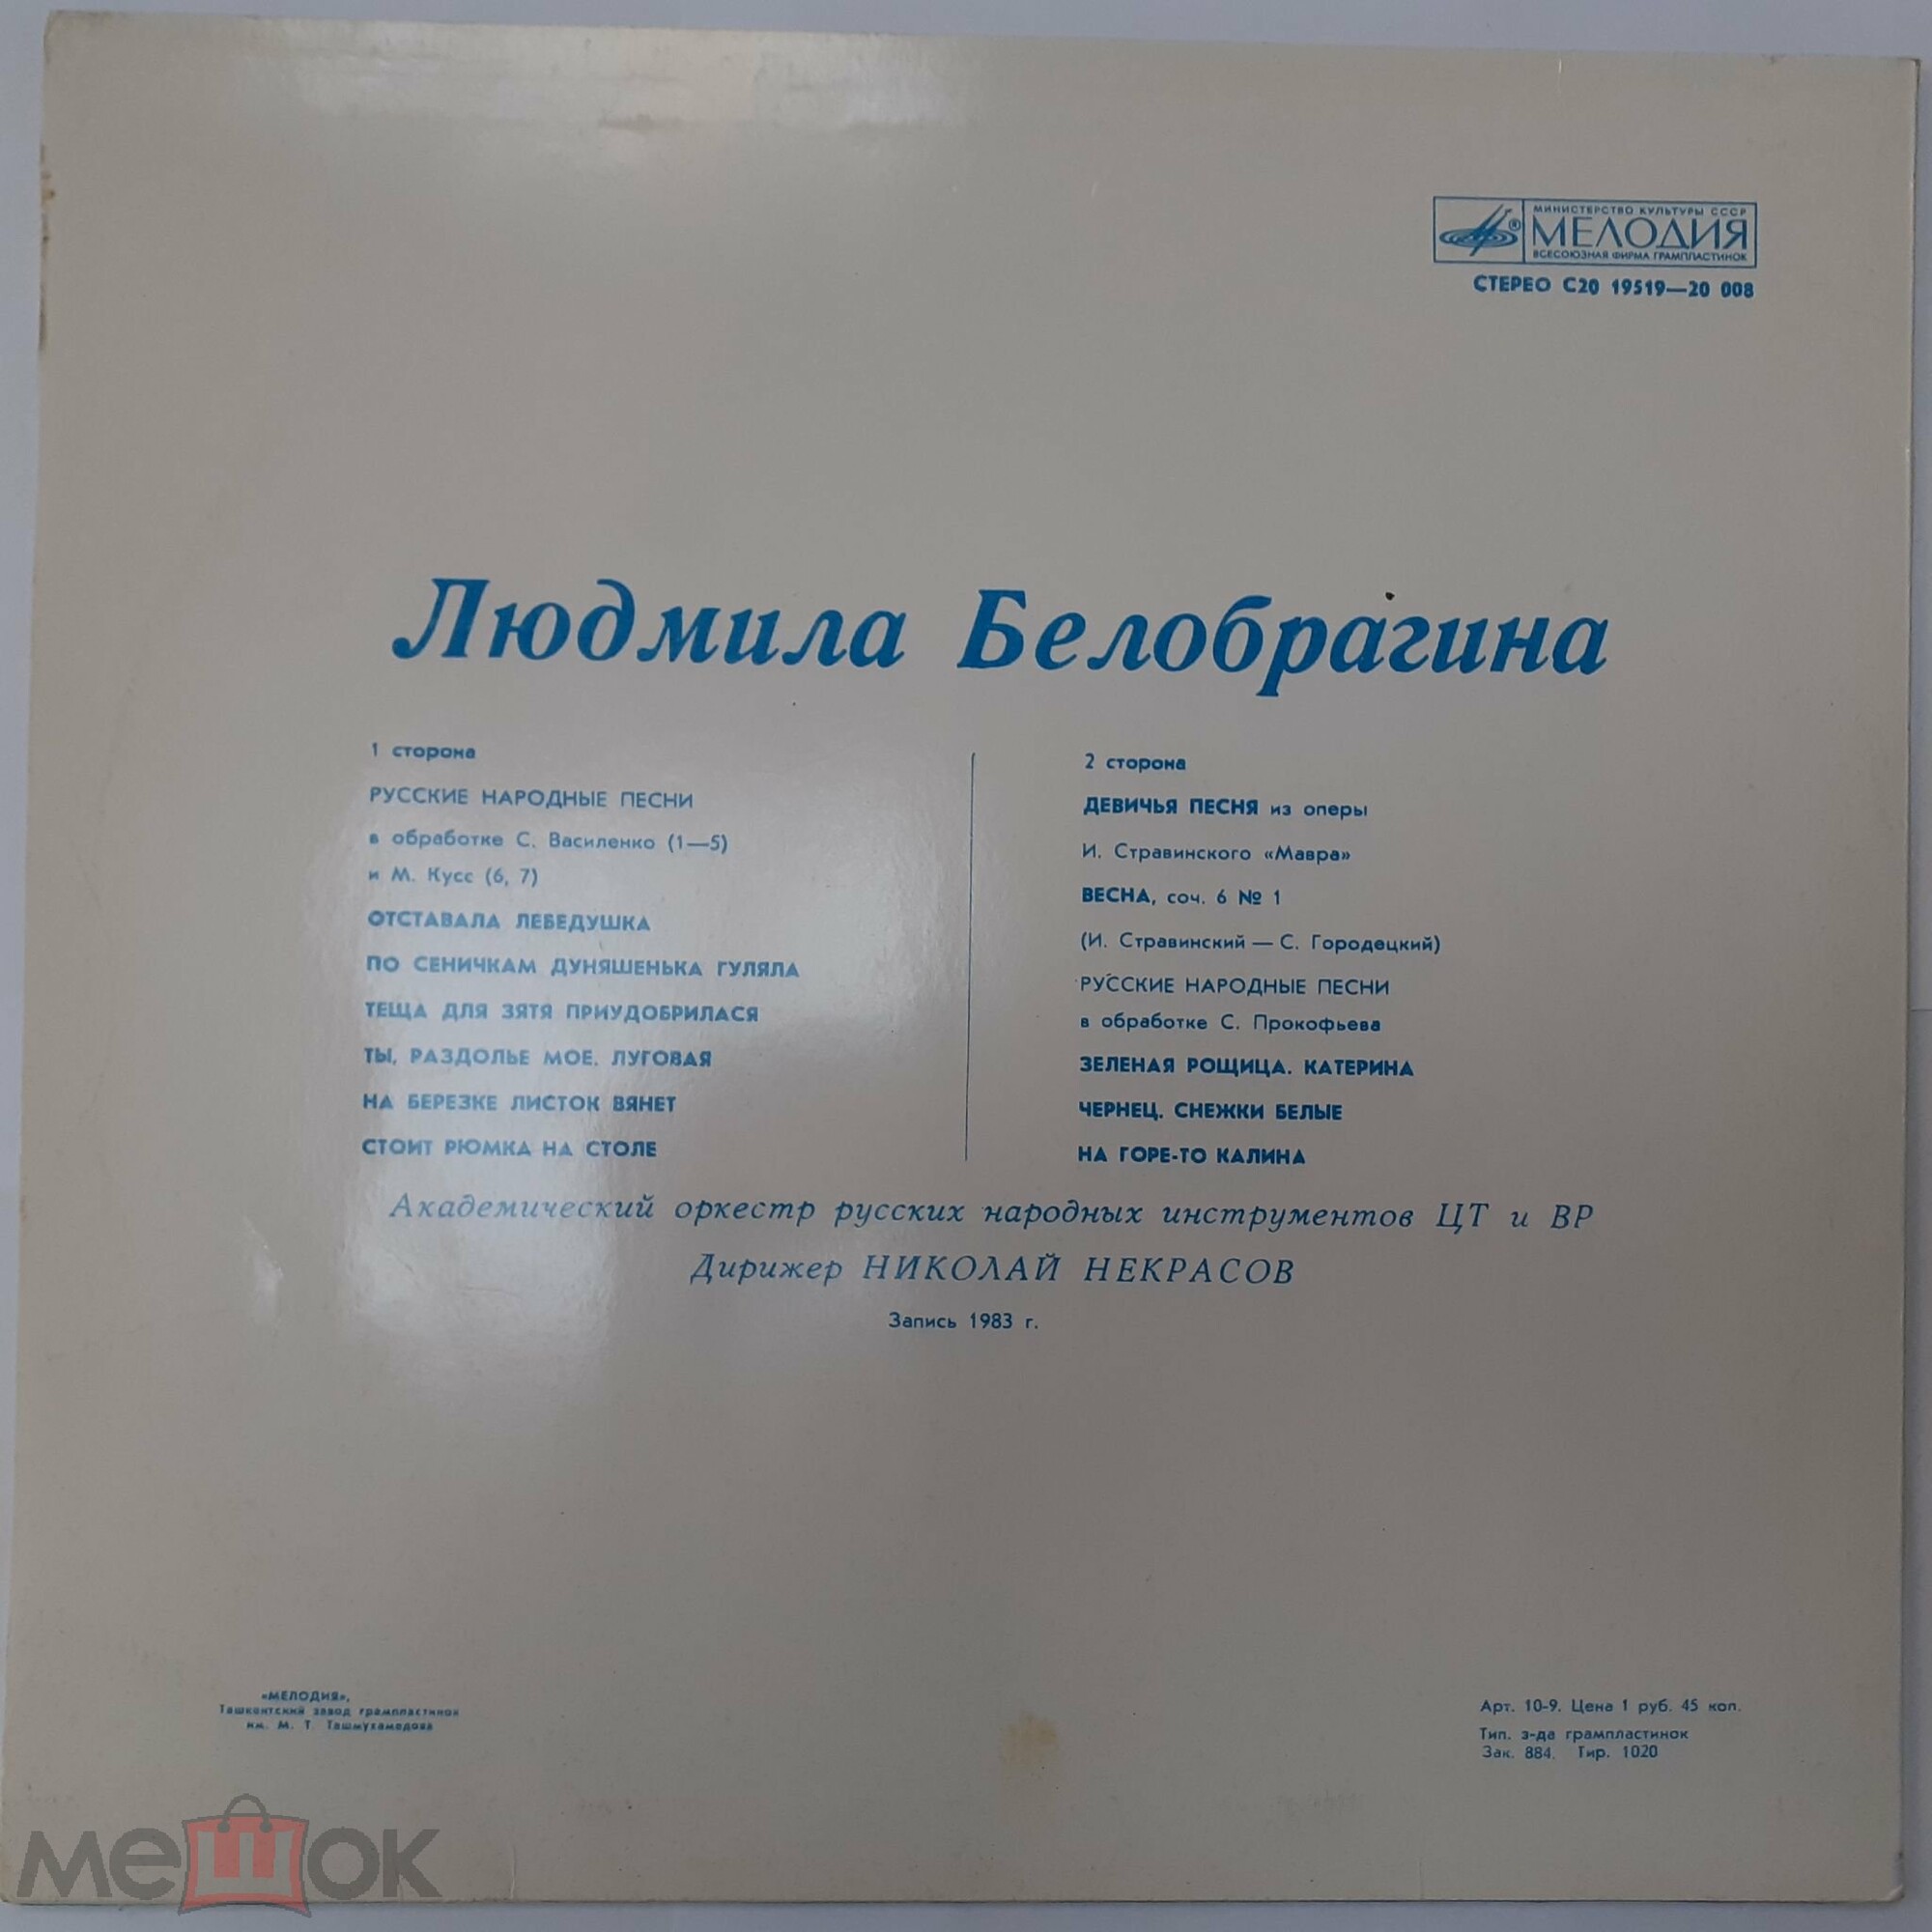 МИНИСТЕРСТВО КУЛЬТУРЫ СССР
МЕЛОДИЯ
ВСЕСОЮЗНАЯ ФИРМА ГРАМПЛАСТИНОК
СТЕРЕО С20 19519—20 008
Людмила Белобрагина
1 сторона
РУССКИЕ НАРОДНЫЕ ПЕСНИ
в обработке С. Василенко (1—5)
и М. Кусс (6, 7)
ОТСТАВАЛА ЛЕБЕДУШКА
ПО СЕНИЧКАМ ДУНЯШЕНЬКА ГУЛЯЛА
ТЕЩА ДЛЯ ЗЯТЯ ПРИУДОБРИЛАСЯ
ТЫ, РАЗДОЛЬЕ МОЕ. ЛУГОВАЯ
НА БЕРЕЗКЕ ЛИСТОК ВЯНЕТ
СТОИТ РЮМКА НА СТОЛЕ
2 сторона
ДЕВИЧЬЯ ПЕСНЯ из оперы
И. Стравинского «Мавра»
ВЕСНА, соч. 6 № 1
(И. Стравинский — С. Городецкий)
РУССКИЕ НАРОДНЫЕ ПЕСНИ
в обработке С. Прокофьева
ЗЕЛЕНАЯ РОЩИЦА. КАТЕРИНА
ЧЕРНЕЦ. СНЕЖКИ БЕЛЫЕ
НА ГОРЕ-ТО КАЛИНА
Академический оркестр русских народных инструментов ЦТ и ВР
Дирижер НИКОЛАЙ НЕКРАСОВ
Запись 1983 г.
«МЕЛОДИЯ»,
Ташкентский завод грампластинок
им. М. Т. Ташмухамедова
Арт. 10-9. Цена 1 руб. 45 коп.
Тип. з-да грампластинок
Зак. 884. Тир. 1020
мешок